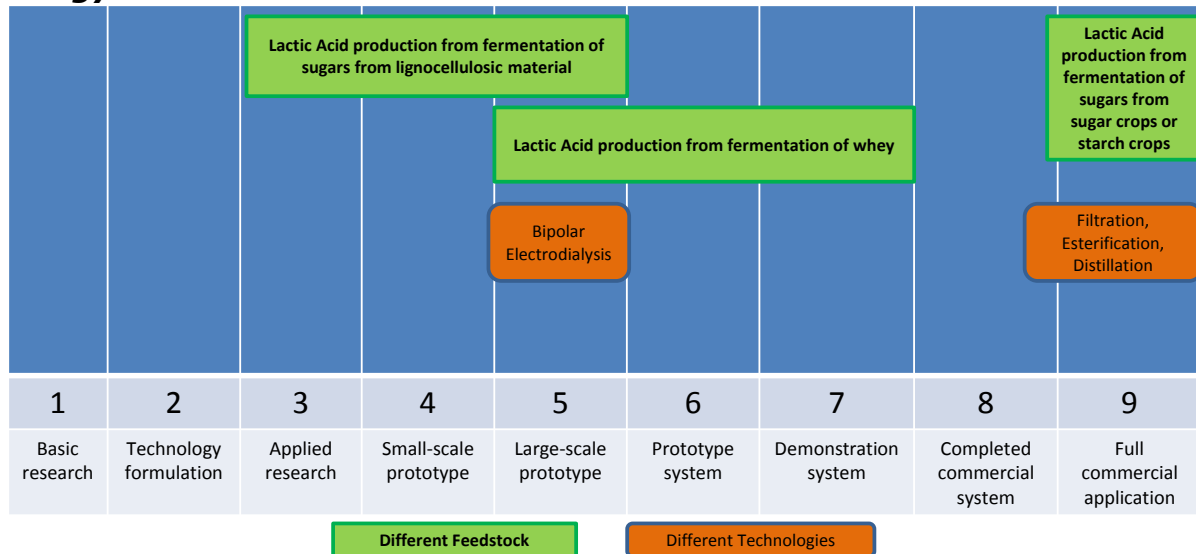 Lactic Acid production from fermentation of
sugars from lignocellulosic material
Lactic Acid
production from
fermentation of
sugars from
sugar crops or
starch crops
Lactic Acid production from fermentation of whey
Bipolar
Electrodialysis
Filtration,
Esterification,
Distillation
1 2 3 4 5 6 7 8 9
Basic
research
Technology
formulation
Applied
research
Small-scale
prototype
Large-scale
prototype
Prototype
system
Demonstration
system
Completed
commercial
system
Full
commercial
application
Different Feedstock
Different Technologies